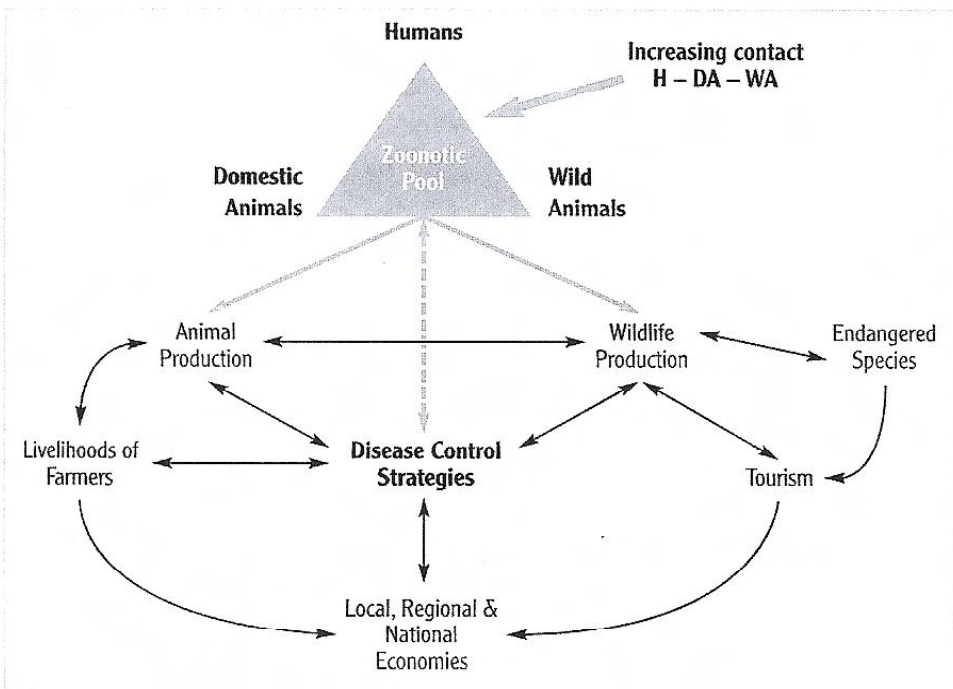 Humans
Increasing contact
H – DA – WA
Zoonotic
Pool
Domestic
Animals
Wild
Animals
Animal
Production
Wildlife
Production
Endangered
Species
Livelihoods of
Farmers
Disease Control
Strategies
Tourism
Local, Regional &
National
Economies